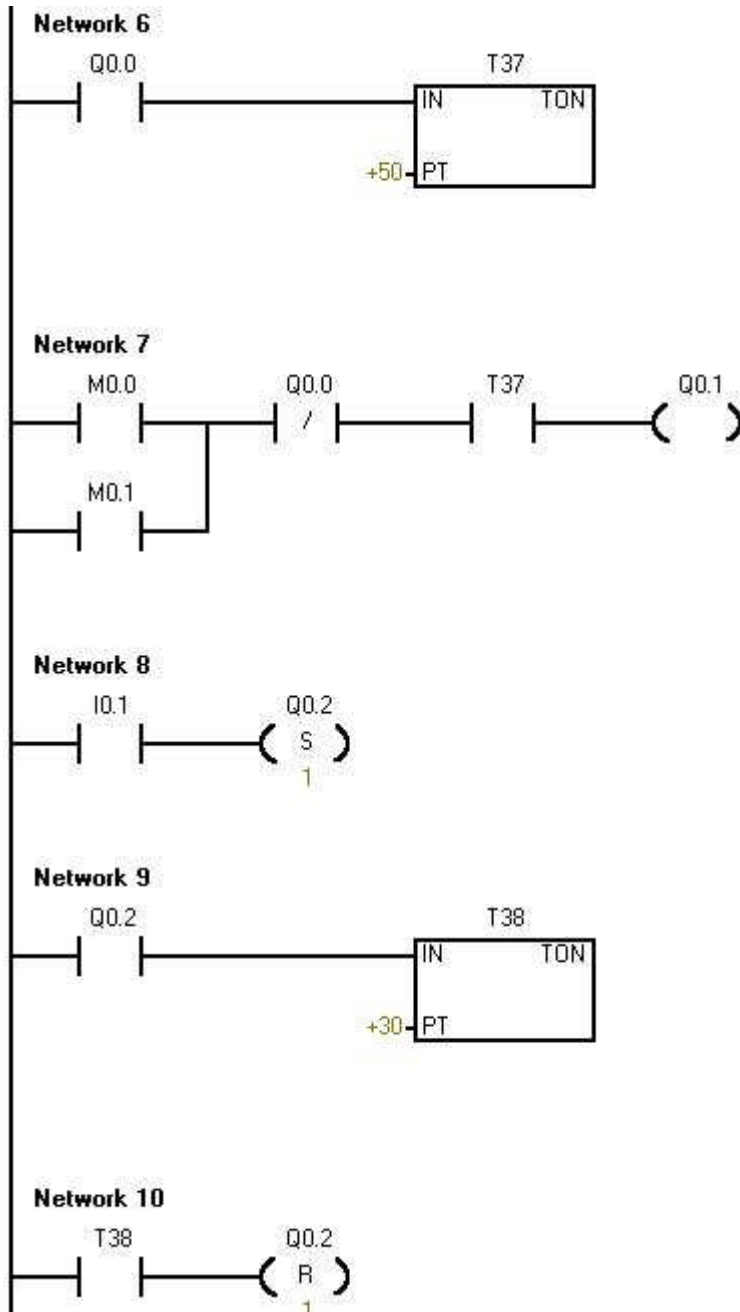 Network 6
Q0.0 T37
IN TON
+50 PT
Network 7
M0.0 Q0.0 T37 Q0.1
/
M0.1
Network 8
I0.1 Q0.2
S
1
Network 9
Q0.2 T38
IN TON
+30 PT
Network 10
T38 Q0.2
R
1